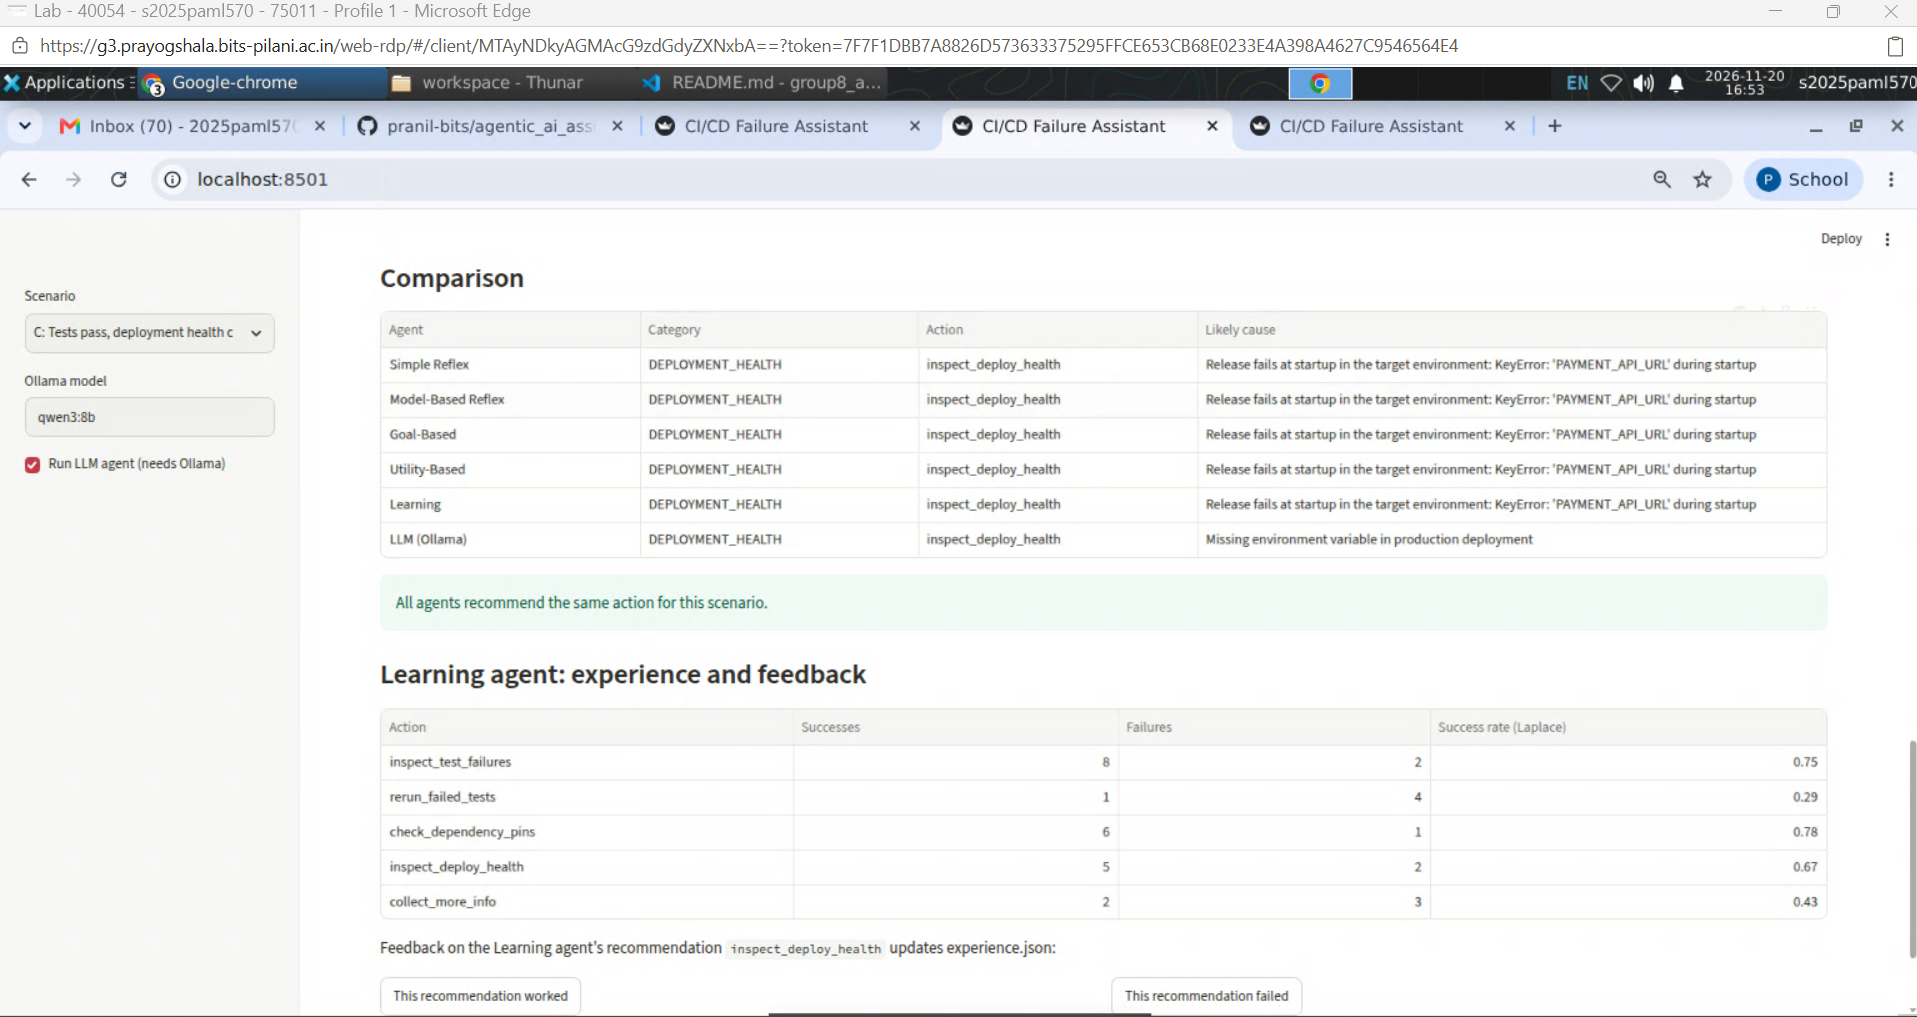 Lab - 40054 - s2025paml570 - 75011 - Profile 1 - Microsoft Edge
https://g3.prayogshala.bits-pilani.ac.in/web-rdp/#/client/MTAyNDkyAGMAcG9zdGdyZXNxbA==?token=7F7F1DBB7A8826D573633375295FFCE653CB68E0233E4A398A4627C9546564E4
Applications Google-chrome workspace - Thunar README.md - group8_a... EN 2026-11-20 16:53 s2025paml570
Inbox (70) - 2025paml57 pranil-bits/agentic_ai_ass CI/CD Failure Assistant CI/CD Failure Assistant CI/CD Failure Assistant
localhost:8501 P School
Deploy
Scenario
C: Tests pass, deployment health c
Ollama model
qwen3:8b
Run LLM agent (needs Ollama)
Comparison
Agent Category Action Likely cause
Simple Reflex DEPLOYMENT_HEALTH inspect_deploy_health Release fails at startup in the target environment: KeyError: 'PAYMENT_API_URL' during startup
Model-Based Reflex DEPLOYMENT_HEALTH inspect_deploy_health Release fails at startup in the target environment: KeyError: 'PAYMENT_API_URL' during startup
Goal-Based DEPLOYMENT_HEALTH inspect_deploy_health Release fails at startup in the target environment: KeyError: 'PAYMENT_API_URL' during startup
Utility-Based DEPLOYMENT_HEALTH inspect_deploy_health Release fails at startup in the target environment: KeyError: 'PAYMENT_API_URL' during startup
Learning DEPLOYMENT_HEALTH inspect_deploy_health Release fails at startup in the target environment: KeyError: 'PAYMENT_API_URL' during startup
LLM (Ollama) DEPLOYMENT_HEALTH inspect_deploy_health Missing environment variable in production deployment
All agents recommend the same action for this scenario.
Learning agent: experience and feedback
Action Successes Failures Success rate (Laplace)
inspect_test_failures 8 2 0.75
rerun_failed_tests 1 4 0.29
check_dependency_pins 6 1 0.78
inspect_deploy_health 5 2 0.67
collect_more_info 2 3 0.43
Feedback on the Learning agent's recommendation inspect_deploy_health updates experience.json:
This recommendation worked This recommendation failed